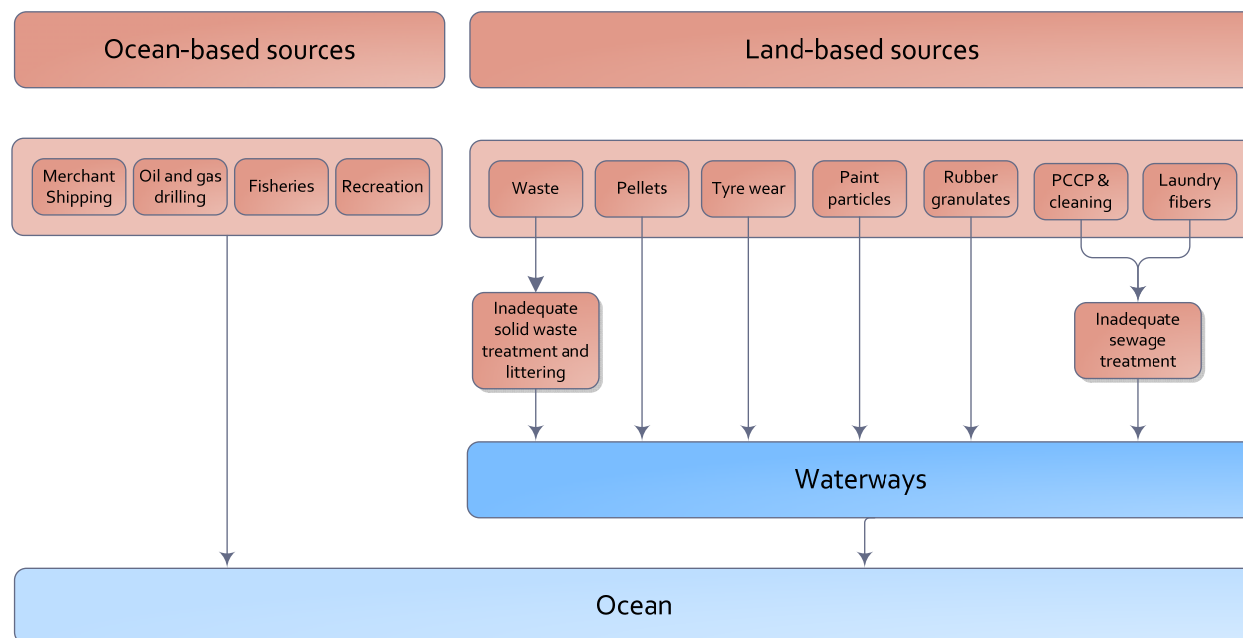 Ocean-based sources
Land-based sources
Merchant
Shipping
Oil and gas
drilling
Fisheries
Recreation
Waste
Pellets
Tyre wear
Paint
particles
Rubber
granulates
PCCP &
cleaning
Laundry
fibers
Inadequate
solid waste
treatment and
littering
Inadequate
sewage
treatment
Waterways
Ocean